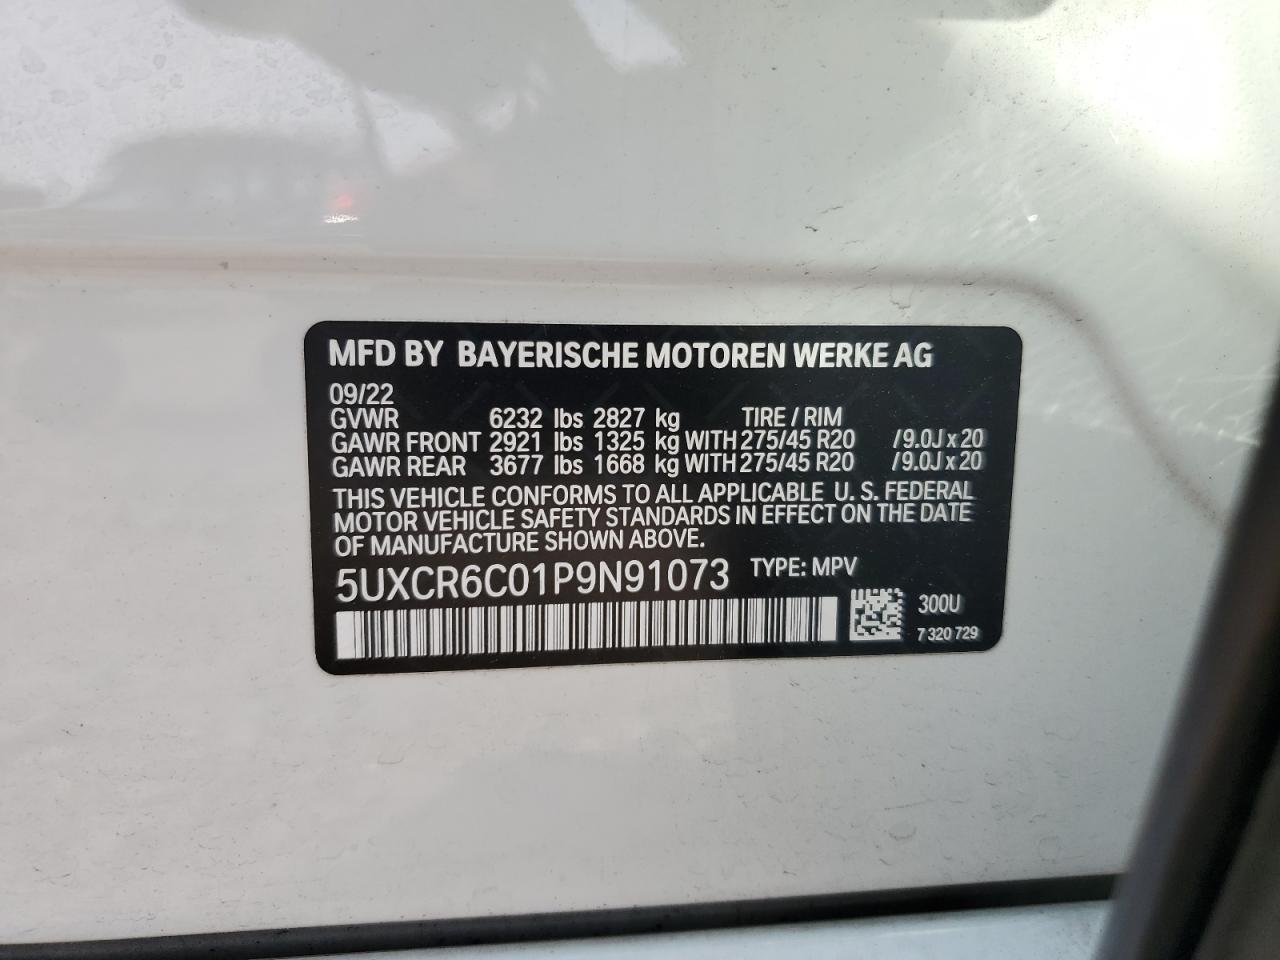 MFD BY BAYERISCHE MOTOREN WERKE AG
09/22
GVWR 6232 lbs 2827 kg TIRE / RIM
GAWR FRONT 2921 lbs 1325 kg WITH 275/45 R20 /9.0J x 20
GAWR REAR 3677 lbs 1668 kg WITH 275/45 R20 /9.0J x 20
THIS VEHICLE CONFORMS TO ALL APPLICABLE U. S. FEDERAL
MOTOR VEHICLE SAFETY STANDARDS IN EFFECT ON THE DATE
OF MANUFACTURE SHOWN ABOVE.
5UXCR6C01P9N91073 TYPE: MPV
300U
7 320 729